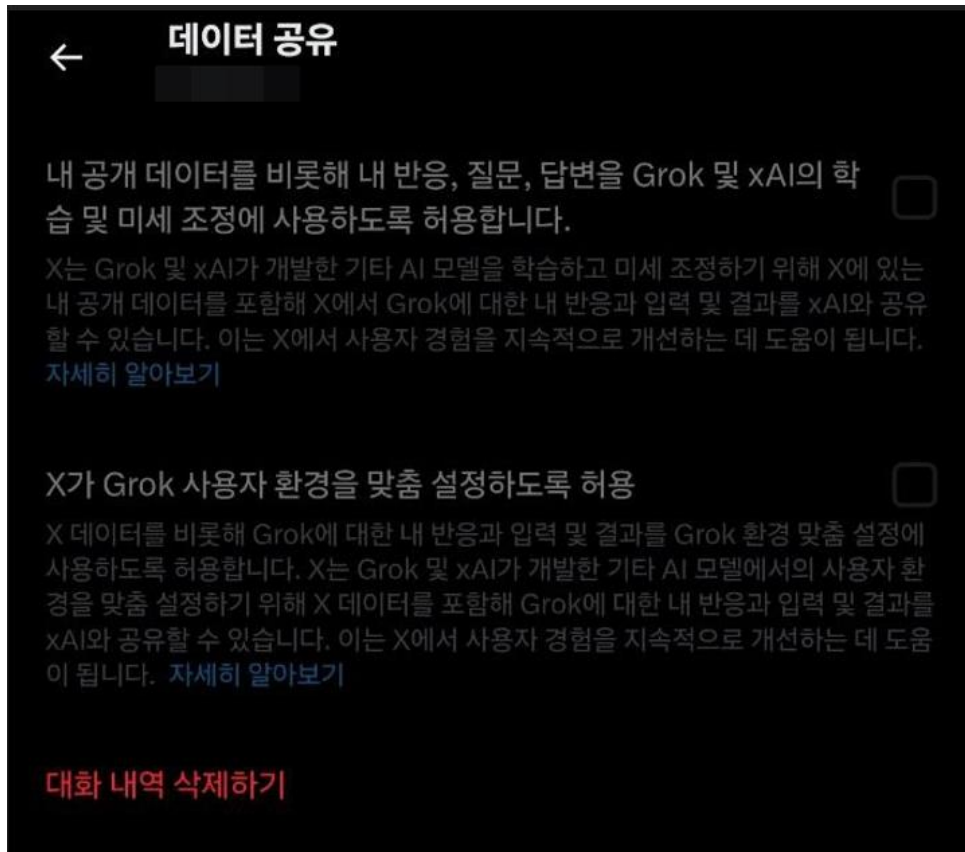 데이터 공유
내 공개 데이터를 비롯해 내 반응, 질문, 답변을 Grok 및 xAI의 학
습 및 미세 조정에 사용하도록 허용합니다.
X는 Grok 및 xAI가 개발한 기타 AI 모델을 학습하고 미세 조정하기 위해 X에 있는
내 공개 데이터를 포함해 X에서 Grok에 대한 내 반응과 입력 및 결과를 xAI와 공유
할 수 있습니다. 이는 X에서 사용자 경험을 지속적으로 개선하는 데 도움이 됩니다.
자세히 알아보기
X가 Grok 사용자 환경을 맞춤 설정하도록 허용
X 데이터를 비롯해 Grok에 대한 내 반응과 입력 및 결과를 Grok 환경 맞춤 설정에
사용하도록 허용합니다. X는 Grok 및 xAI가 개발한 기타 AI 모델에서의 사용자 환
경을 맞춤 설정하기 위해 X 데이터를 포함해 Grok에 대한 내 반응과 입력 및 결과를
xAI와 공유할 수 있습니다. 이는 X에서 사용자 경험을 지속적으로 개선하는 데 도움
이 됩니다. 자세히 알아보기
대화 내역 삭제하기